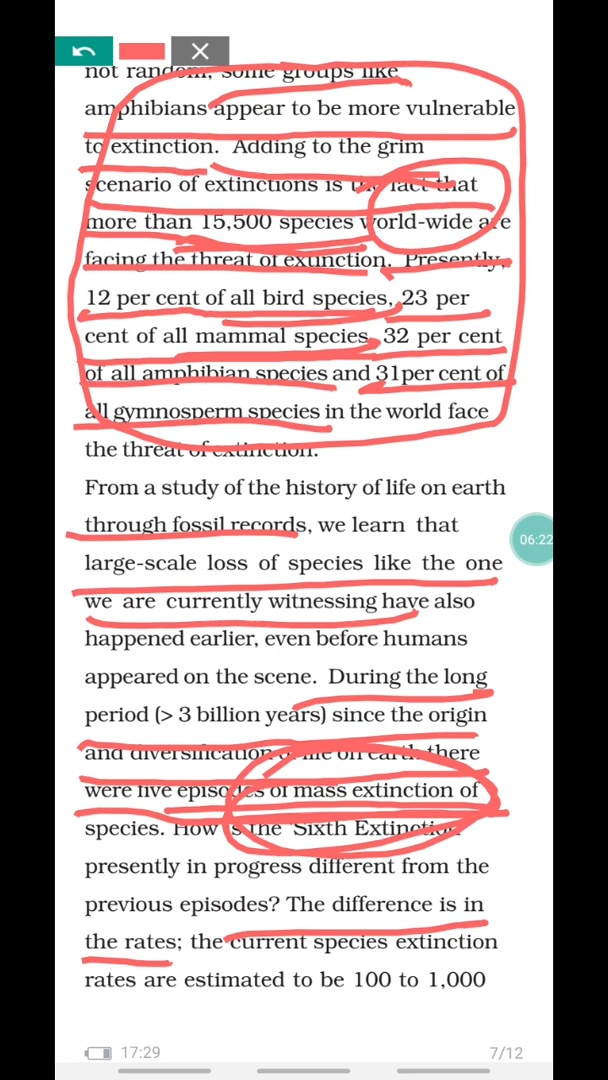 not random; some groups like
amphibians appear to be more vulnerable
to extinction. Adding to the grim
scenario of extinctions is the fact that
more than 15,500 species world-wide are
facing the threat of extinction. Presently,
12 per cent of all bird species, 23 per
cent of all mammal species, 32 per cent
of all amphibian species and 31per cent of
all gymnosperm species in the world face
the threat of extinction.
From a study of the history of life on earth
through fossil records, we learn that
large-scale loss of species like the one
06:22
we are currently witnessing have also
happened earlier, even before humans
appeared on the scene. During the long
period (> 3 billion years) since the origin
and diversification of life on earth there
were five episodes of mass extinction of
species. How is the 'Sixth Extinction'
presently in progress different from the
previous episodes? The difference is in
the rates; the current species extinction
rates are estimated to be 100 to 1,000
17:29
7/12